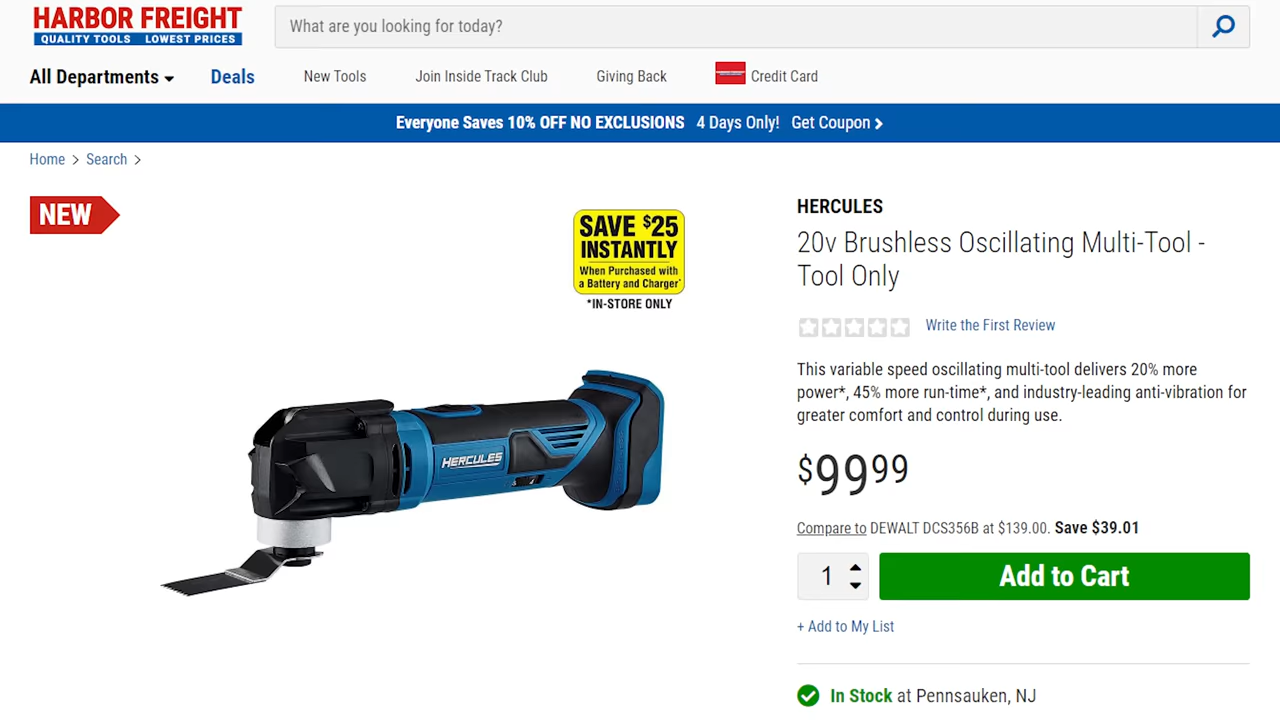 HARBOR FREIGHT
QUALITY TOOLS LOWEST PRICES
What are you looking for today?
All Departments
Deals
New Tools
Join Inside Track Club
Giving Back
Credit Card
Everyone Saves 10% OFF NO EXCLUSIONS 4 Days Only! Get Coupon
Home > Search >
NEW
SAVE $25
INSTANTLY
When Purchased with
a Battery and Charger*
*IN-STORE ONLY
HERCULES
HERCULES
20v Brushless Oscillating Multi-Tool -
Tool Only
Write the First Review
This variable speed oscillating multi-tool delivers 20% more
power*, 45% more run-time*, and industry-leading anti-vibration for
greater comfort and control during use.
$99 99
Compare to DEWALT DCS356B at $139.00. Save $39.01
1
Add to Cart
+ Add to My List
In Stock at Pennsauken, NJ